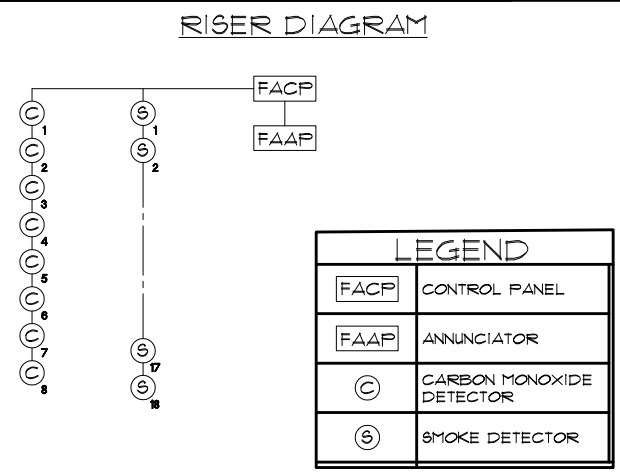 RISER DIAGRAM
FACP
FAAP
C 1
C 2
C 3
C 4
C 5
C 6
C 7
C 8
S 1
S 2
S 17
S 18
LEGEND
FACP CONTROL PANEL
FAAP ANNUNCIATOR
C CARBON MONOXIDE
DETECTOR
S SMOKE DETECTOR